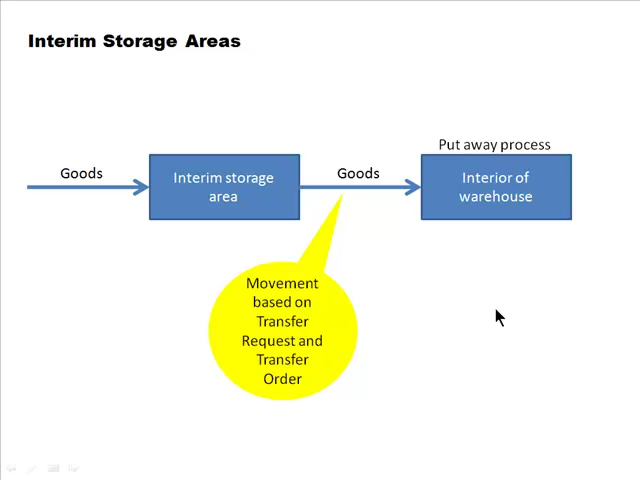 Interim Storage Areas
Put away process
Goods
Interim storage
area
Goods
Interior of
warehouse
Movement
based on
Transfer
Request and
Transfer
Order